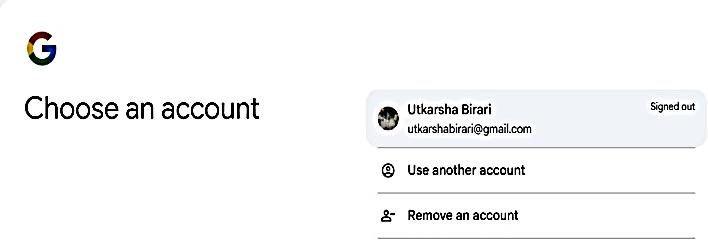 Choose an account
Utkarsha Birari
Signed out
utkarshabirari@gmail.com
Use another account
Remove an account